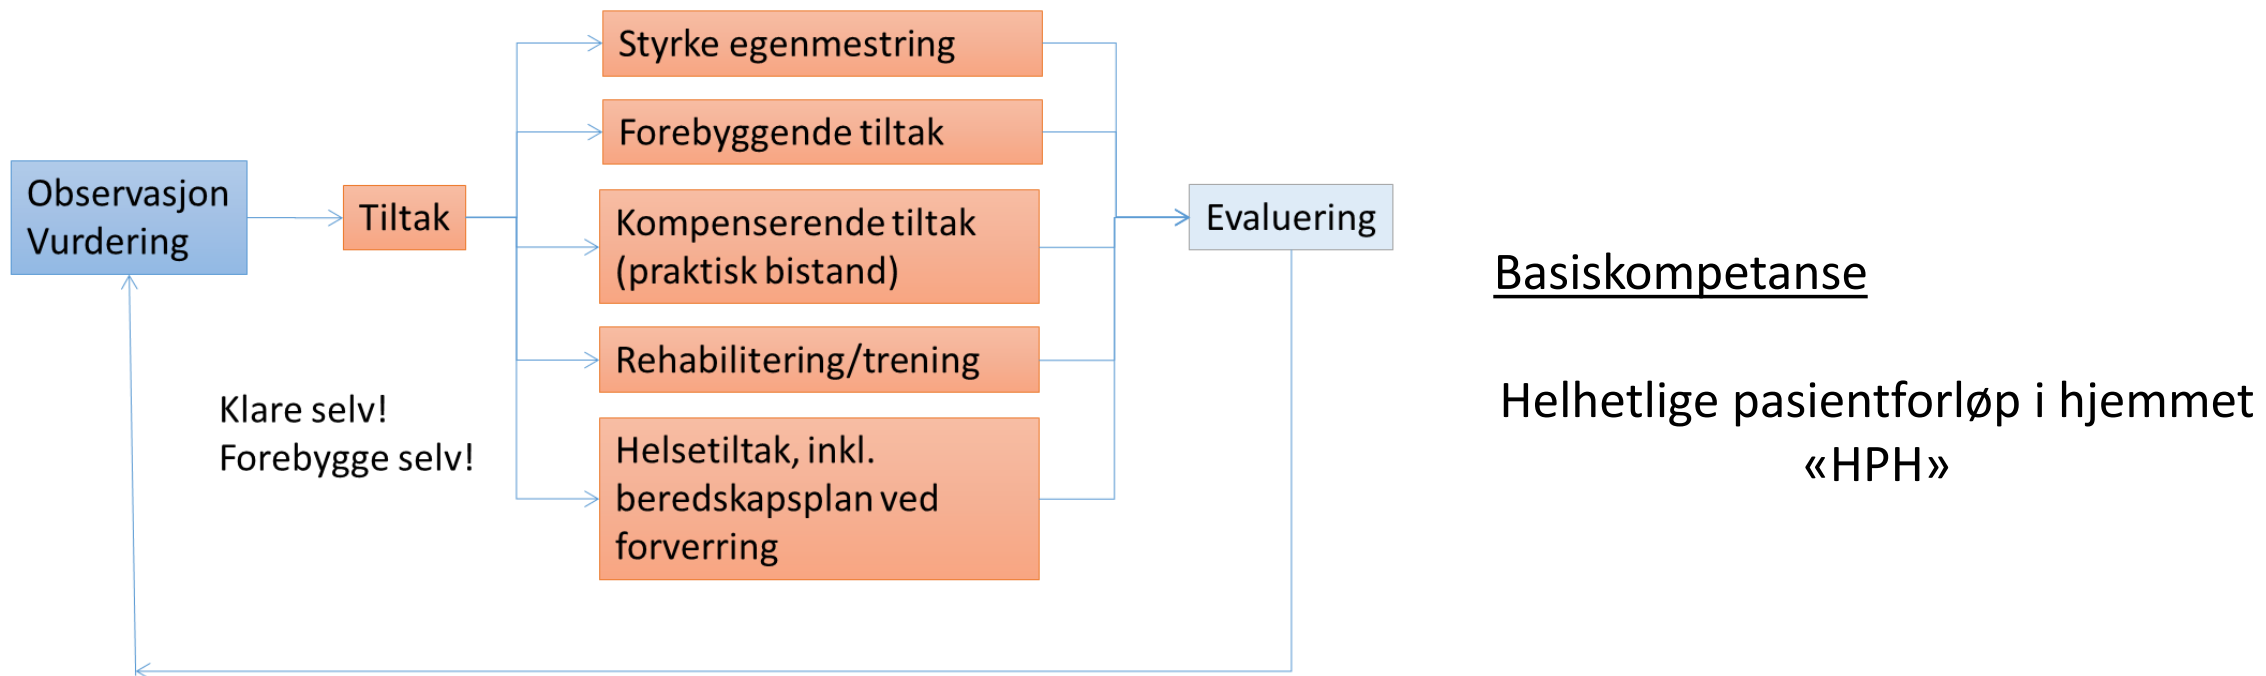 Observasjon
Vurdering
Tiltak
Styrke egenmestring
Forebyggende tiltak
Kompenserende tiltak
(praktisk bistand)
Rehabilitering/trening
Helsetiltak, inkl.
beredskapsplan ved
forverring
Evaluering
Klare selv!
Forebygge selv!
Basiskompetanse
Helhetlige pasientforløp i hjemmet
«HPH»